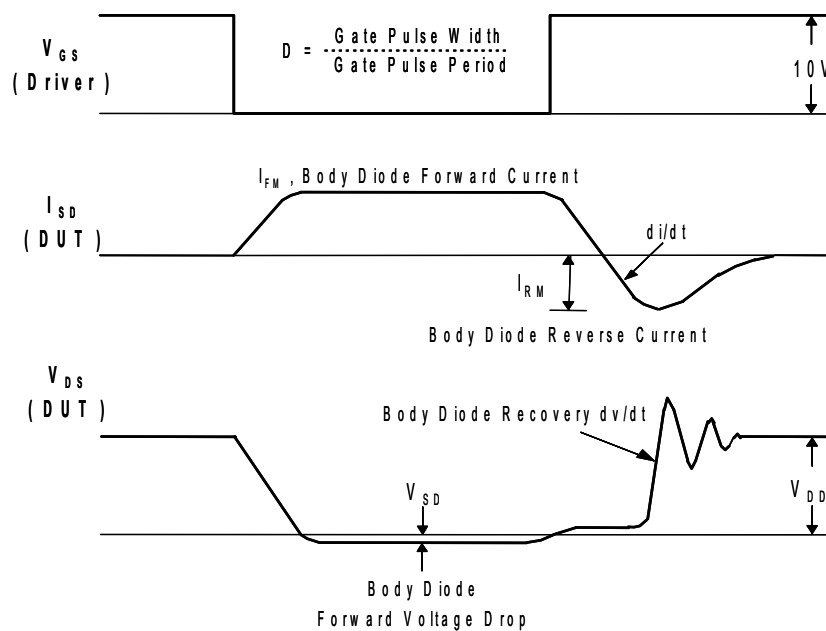 V_GS
(Driver)
D = Gate Pulse Width
Gate Pulse Period
10V
I_FM , Body Diode Forward Current
I_SD
(DUT)
di/dt
I_RM
Body Diode Reverse Current
V_DS
(DUT)
Body Diode Recovery dv/dt
V_SD
V_DD
Body Diode
Forward Voltage Drop